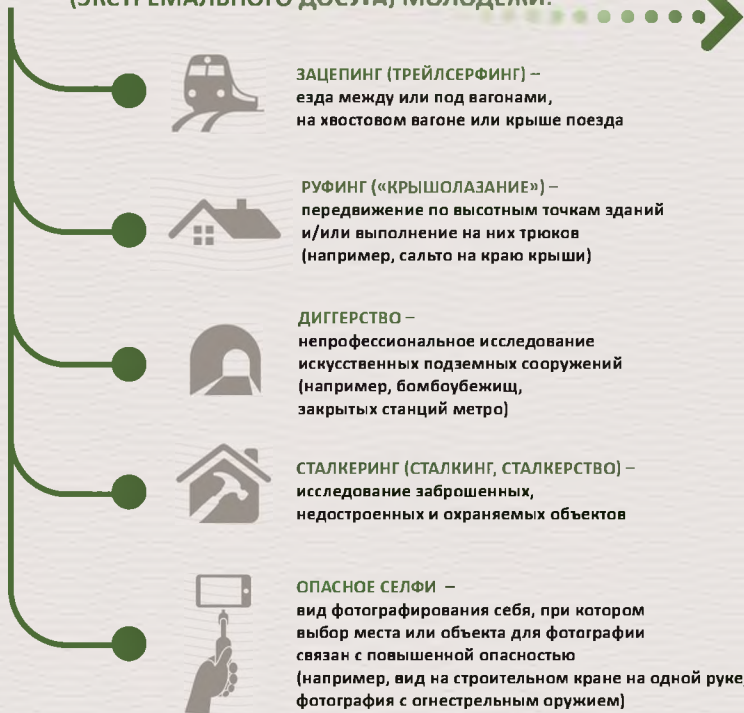 (ЭКСТРЕМАЛЬНОГО ДОСУГА) МОЛОДЕЖИ:
ЗАЦЕПИНГ (ТРЕЙЛСЕРФИНГ) –
езда между или под вагонами,
на хвостовом вагоне или крыше поезда
РУФИНГ («КРЫШОЛАЗАНИЕ») –
передвижение по высотным точкам зданий
и/или выполнение на них трюков
(например, сальто на краю крыши)
ДИГГЕРСТВО –
непрофессиональное исследование
искусственных подземных сооружений
(например, бомбоубежищ,
закрытых станций метро)
СТАЛКЕРИНГ (СТАЛКИНГ, СТАЛКЕРСТВО) –
исследование заброшенных,
недостроенных и охраняемых объектов
ОПАСНОЕ СЕЛФИ –
вид фотографирования себя, при котором
выбор места или объекта для фотографии
связан с повышенной опасностью
(например, вид на строительном кране на одной руке,
фотография с огнестрельным оружием)